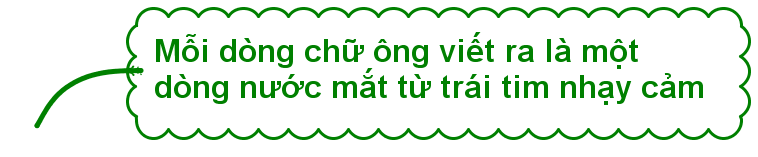 Mỗi dòng chữ ông viết ra là một
dòng nước mắt từ trái tim nhạy cảm